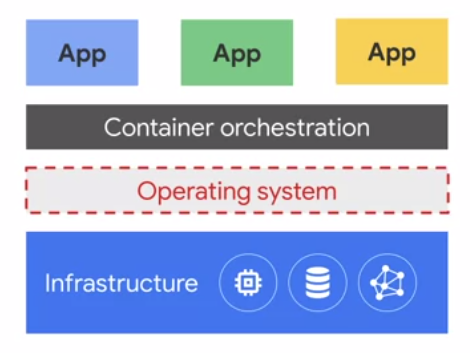 App
App
App
Container orchestration
Operating system
Infrastructure